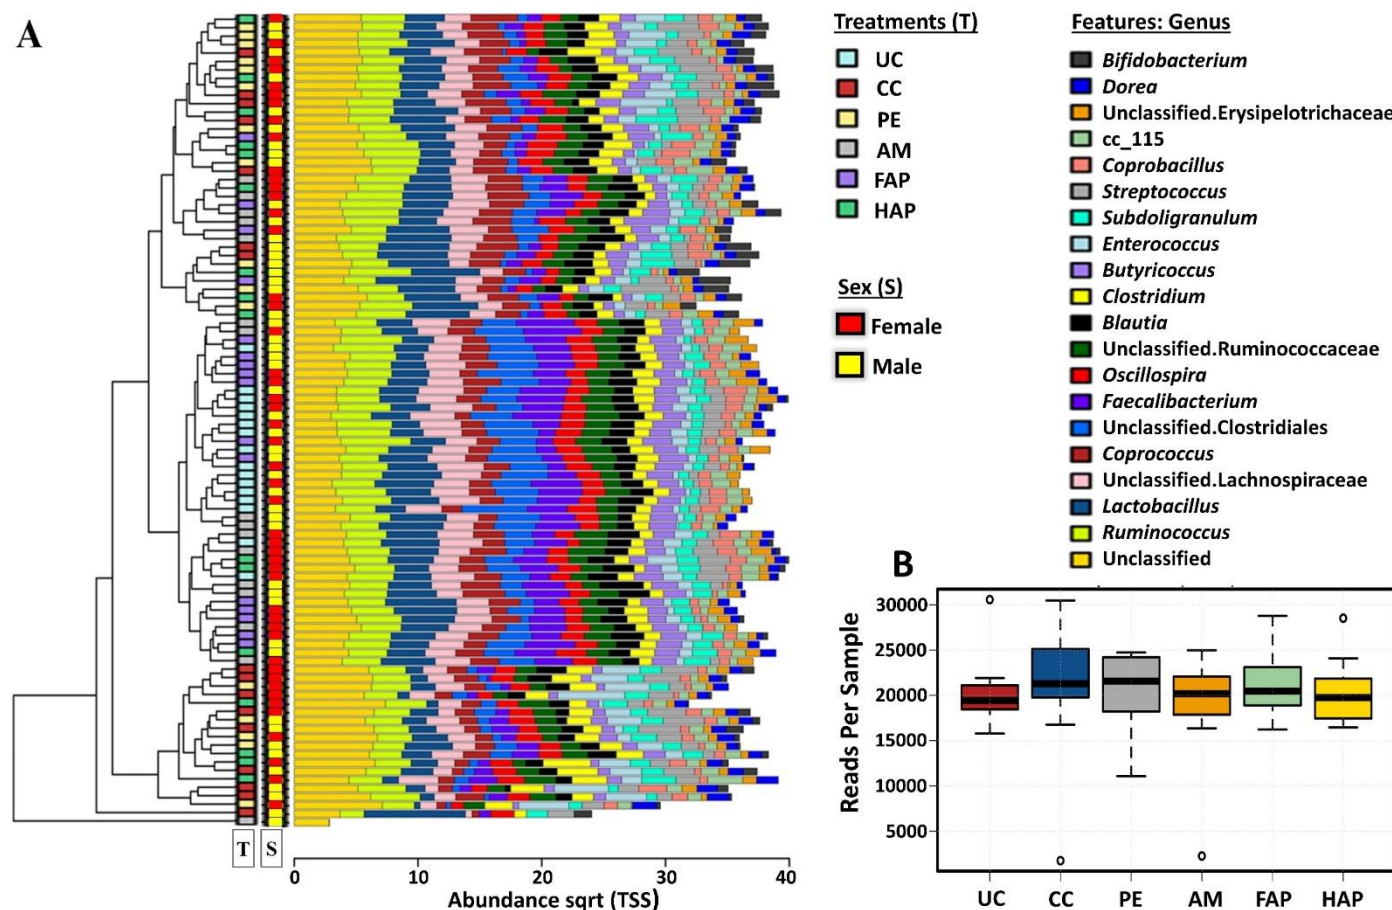 A
Treatments (T)
UC
CC
PE
AM
FAP
HAP
Sex (S)
Female
Male
Features: Genus
Bifidobacterium
Dorea
Unclassified.Erysipelotrichaceae
cc_115
Coprobacillus
Streptococcus
Subdoligranulum
Enterococcus
Butyricoccus
Clostridium
Blautia
Unclassified.Ruminococcaceae
Oscillospira
Faecalibacterium
Unclassified.Clostridiales
Coprococcus
Unclassified.Lachnospiraceae
Lactobacillus
Ruminococcus
Unclassified
T S
0 10 20 30 40
Abundance sqrt (TSS)
B
Reads Per Sample
30000
25000
20000
15000
10000
5000
UC CC PE AM FAP HAP